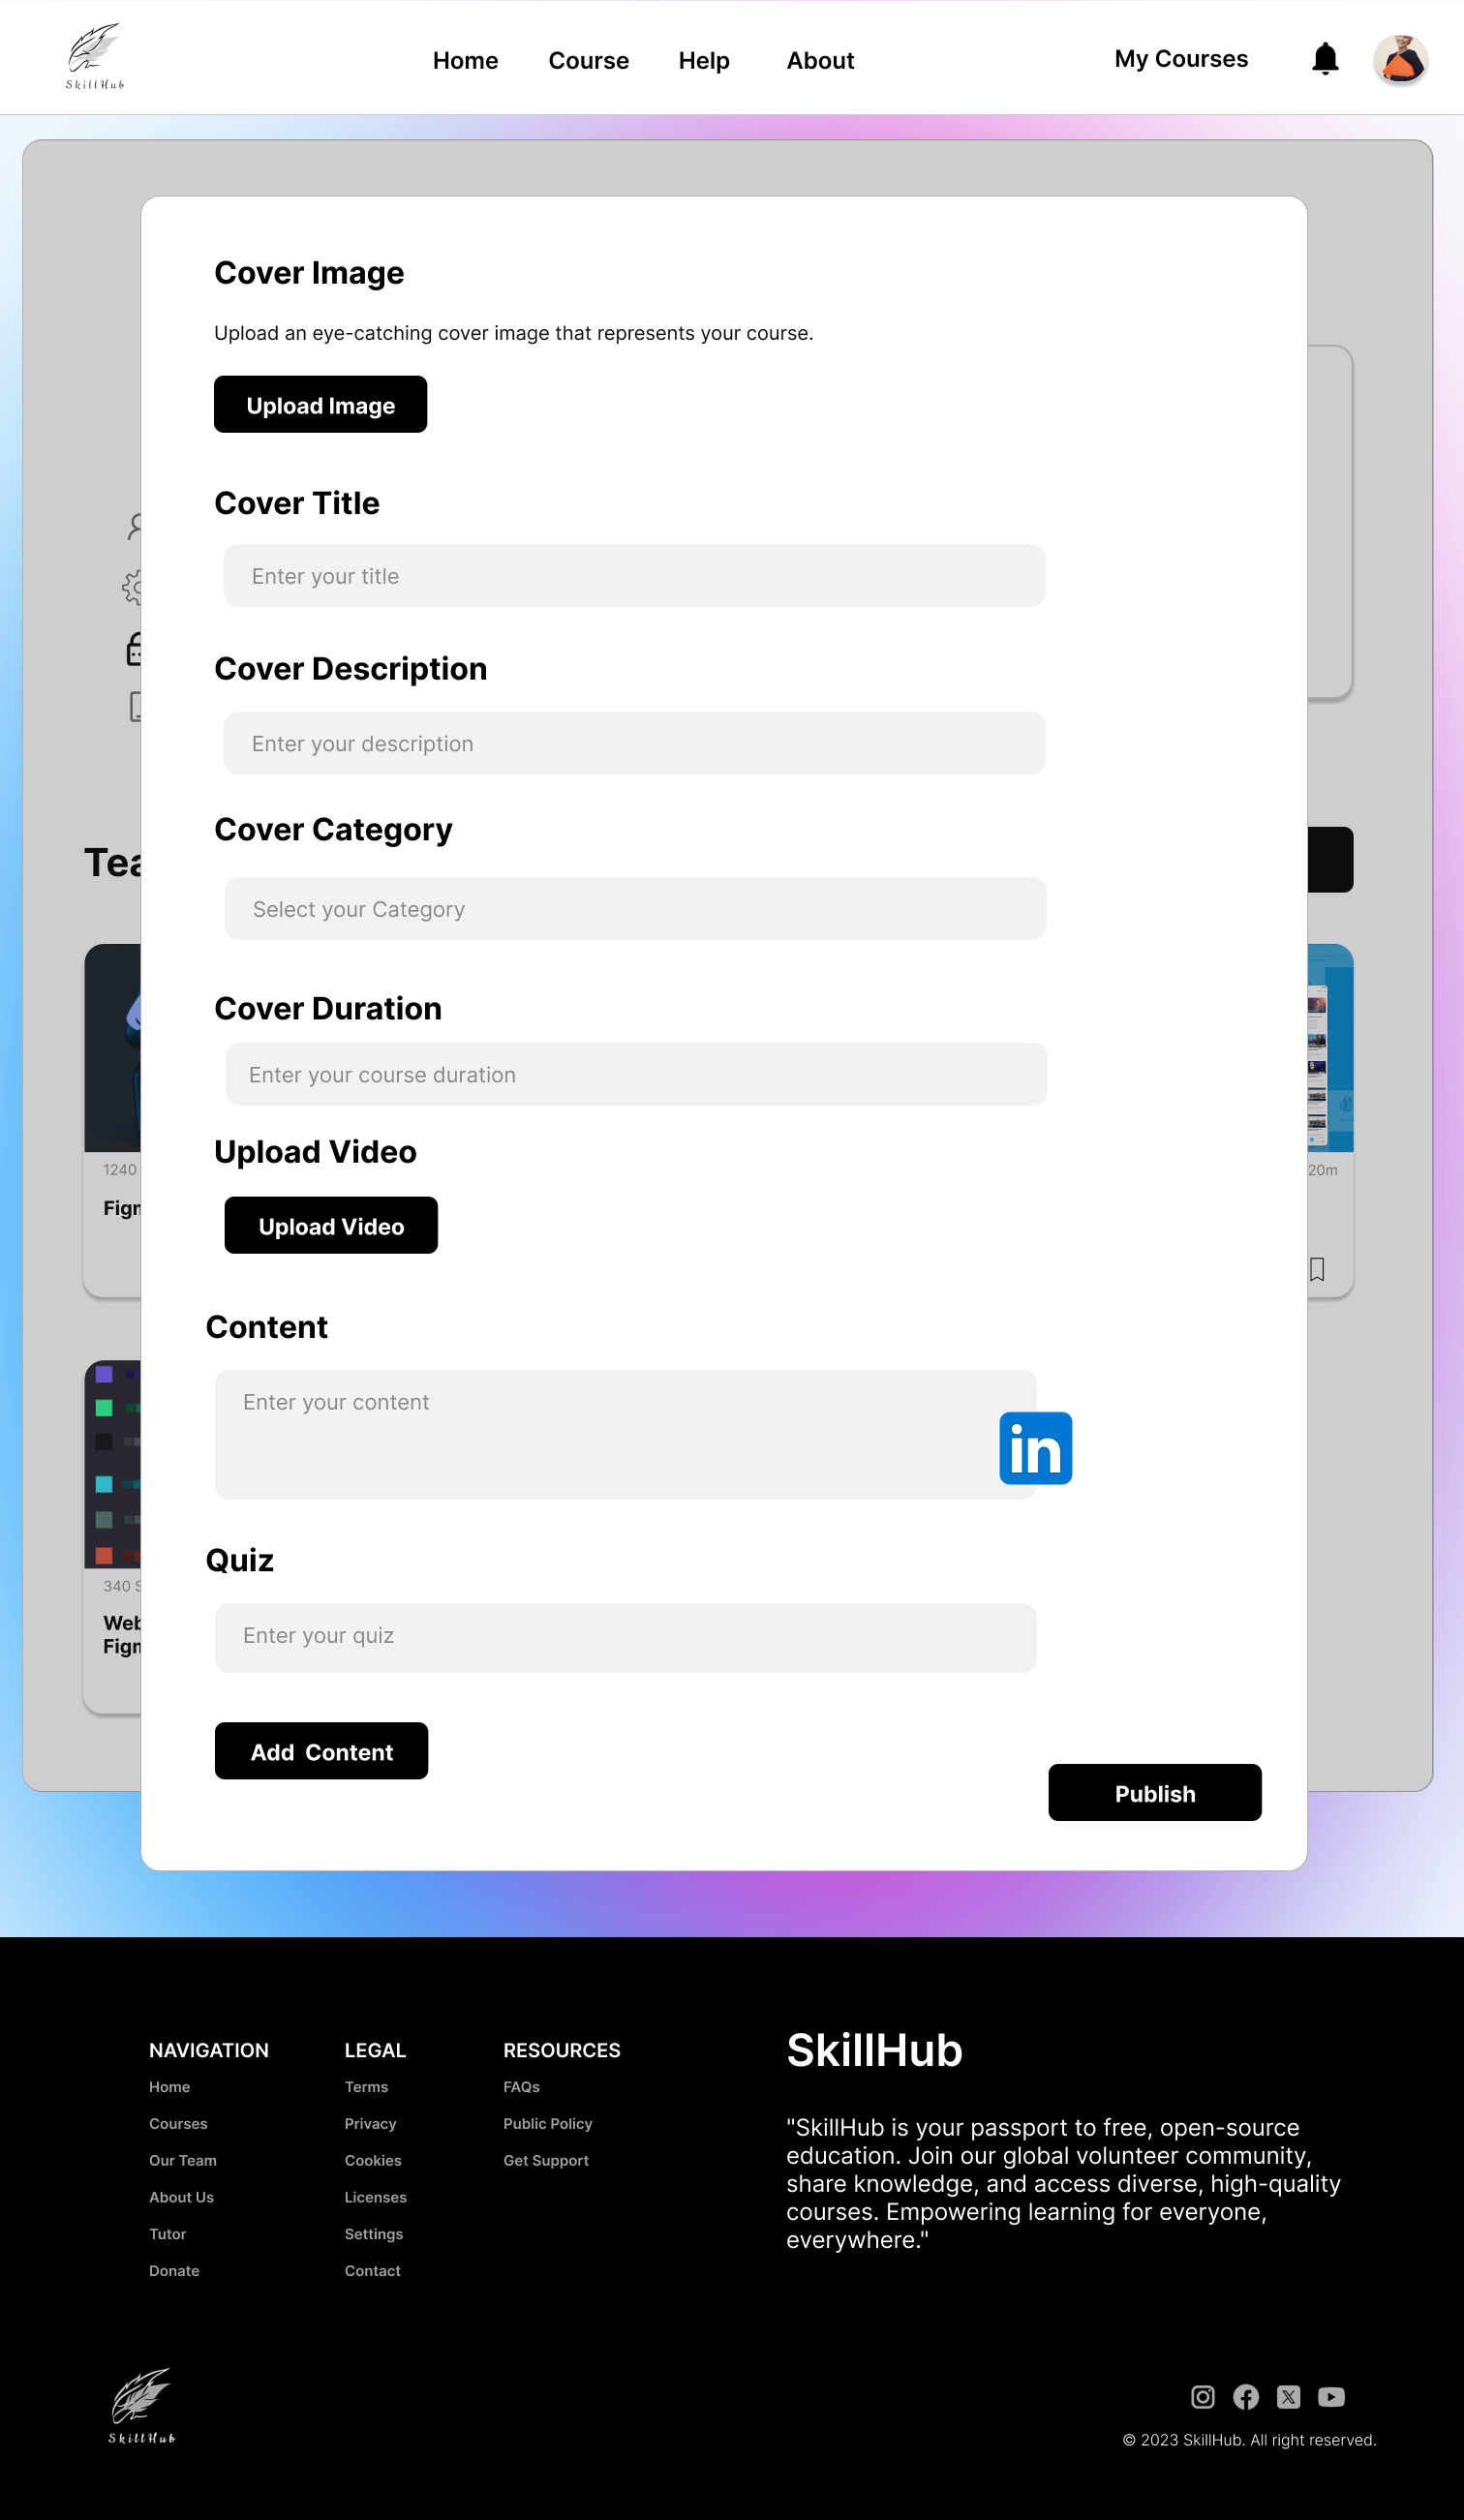 SkillHub
Home
Course
Help
About
My Courses
Cover Image
Upload an eye-catching cover image that represents your course.
Upload Image
Cover Title
Enter your title
Cover Description
Enter your description
Cover Category
Tea
Select your Category
Cover Duration
Enter your course duration
Upload Video
1240
20m
Upload Video
Content
Enter your content
in
Quiz
340 S
Enter your quiz
Add Content
Publish
NAVIGATION
Home
Courses
Our Team
About Us
Tutor
Donate
LEGAL
Terms
Privacy
Cookies
Licenses
Settings
Contact
RESOURCES
FAQs
Public Policy
Get Support
SkillHub
"SkillHub is your passport to free, open-source
education. Join our global volunteer community,
share knowledge, and access diverse, high-quality
courses. Empowering learning for everyone,
everywhere."
SkillHub
© 2023 SkillHub. All right reserved.